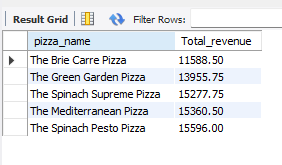 Result Grid Filter Rows:
pizza_name Total_revenue
The Brie Carre Pizza 11588.50
The Green Garden Pizza 13955.75
The Spinach Supreme Pizza 15277.75
The Mediterranean Pizza 15360.50
The Spinach Pesto Pizza 15596.00